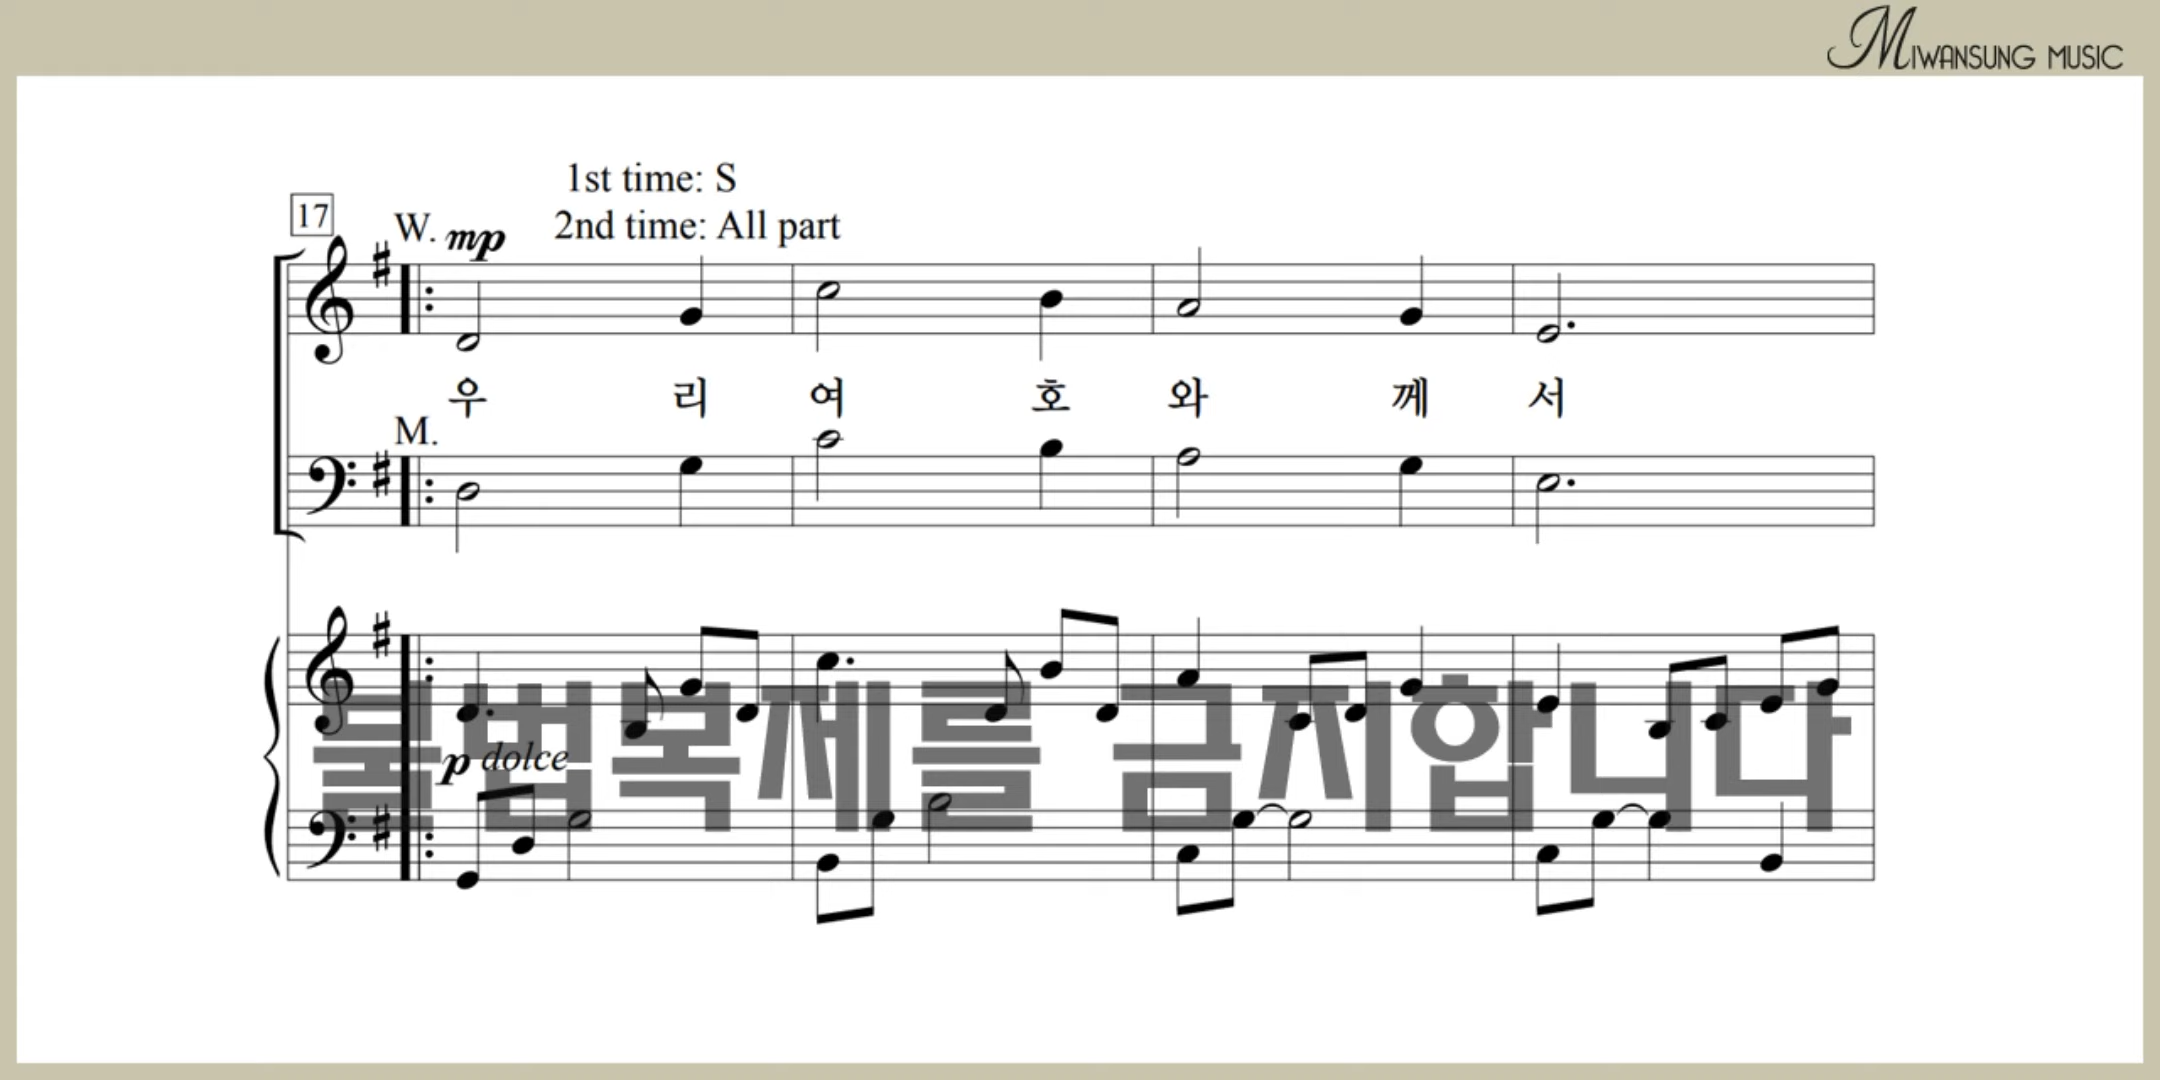 MIWANSUNG MUSIC
1st time: S
17
W. mp 2nd time: All part
우 리 여 호 와 께 서
M.
p dolce
불법복제를 금지합니다